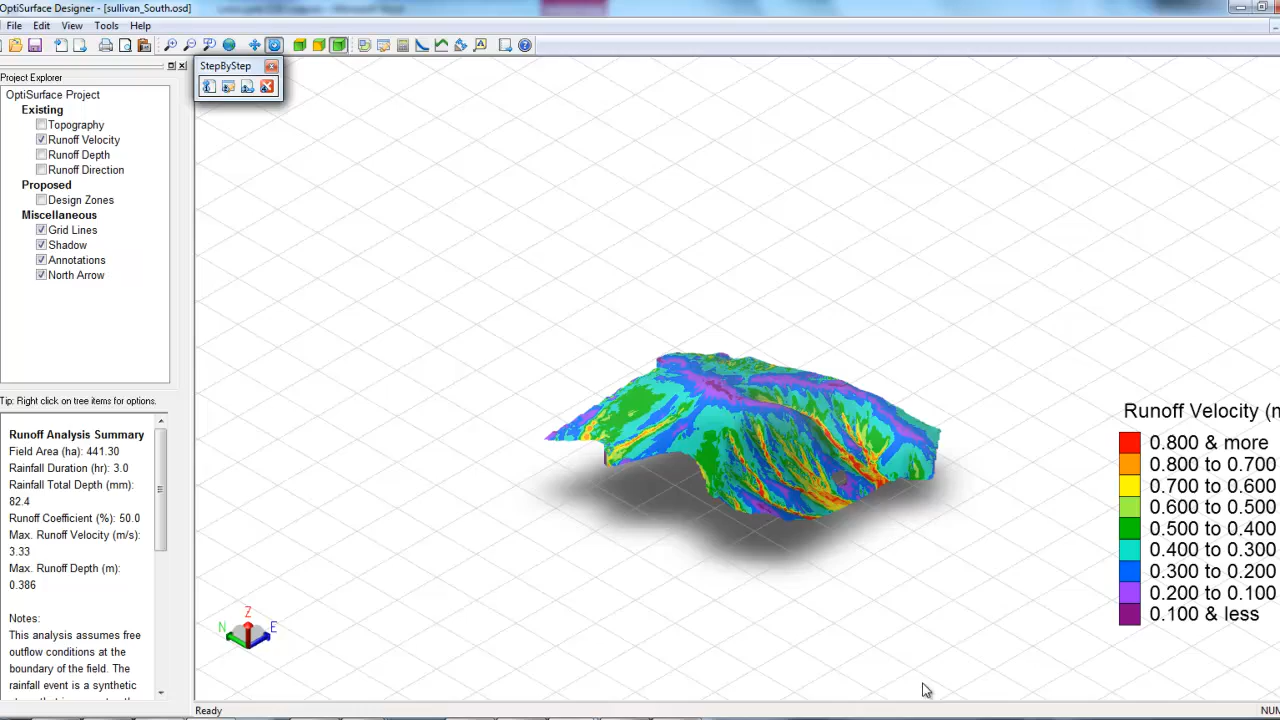 OptiSurface Designer - [sullivan_South.osd]
File Edit View Tools Help
StepByStep
Project Explorer
OptiSurface Project
Existing
Topography
Runoff Velocity
Runoff Depth
Runoff Direction
Proposed
Design Zones
Miscellaneous
Grid Lines
Shadow
Annotations
North Arrow
Tip: Right click on tree items for options.
Runoff Analysis Summary
Field Area (ha): 441.30
Rainfall Duration (hr): 3.0
Rainfall Total Depth (mm):
82.4
Runoff Coefficient (%): 50.0
Max. Runoff Velocity (m/s):
3.33
Max. Runoff Depth (m):
0.386
Notes:
This analysis assumes free
outflow conditions at the
boundary of the field. The
rainfall event is a synthetic
Z
N E
Runoff Velocity (
0.800 & more
0.800 to 0.700
0.700 to 0.600
0.600 to 0.500
0.500 to 0.400
0.400 to 0.300
0.300 to 0.200
0.200 to 0.100
0.100 & less
Ready
NUM